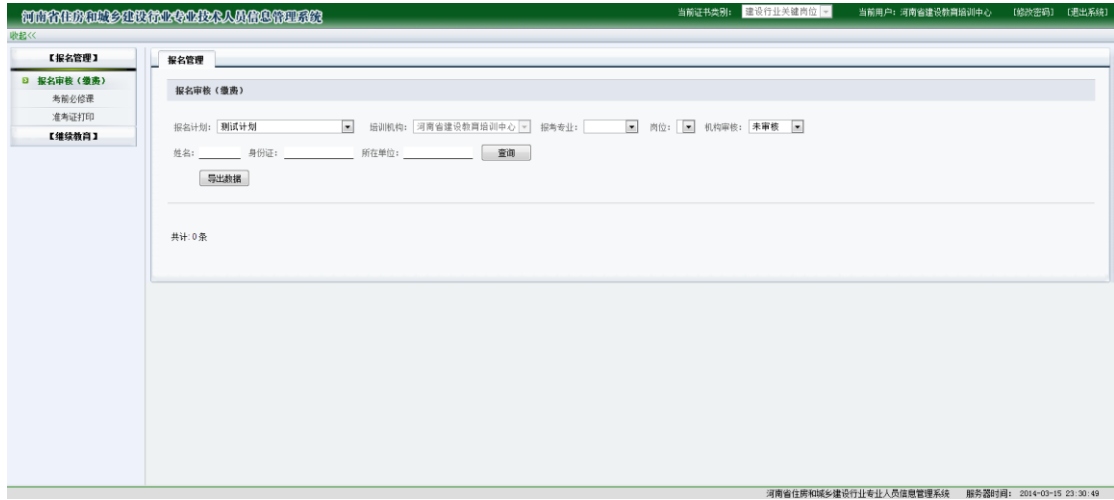 河南省住房和城乡建设行业专业技术人员信息管理系统 当前证书类别: 建设行业关键岗位 当前用户: 河南省建设教育培训中心 [修改密码] [退出系统]
收起<<
【报名管理】
报名审核（缴费）
考前必修课
准考证打印
【继续教育】
报名管理
报名审核（缴费）
报名计划: 测试计划 培训机构: 河南省建设教育培训中心 报考专业: 岗位: 机构审核: 未审核
姓名: 身份证: 所在单位: 查询
导出数据
共计:0条
河南省住房和城乡建设行业专业人员信息管理系统 服务器时间: 2014-03-15 23:30:49